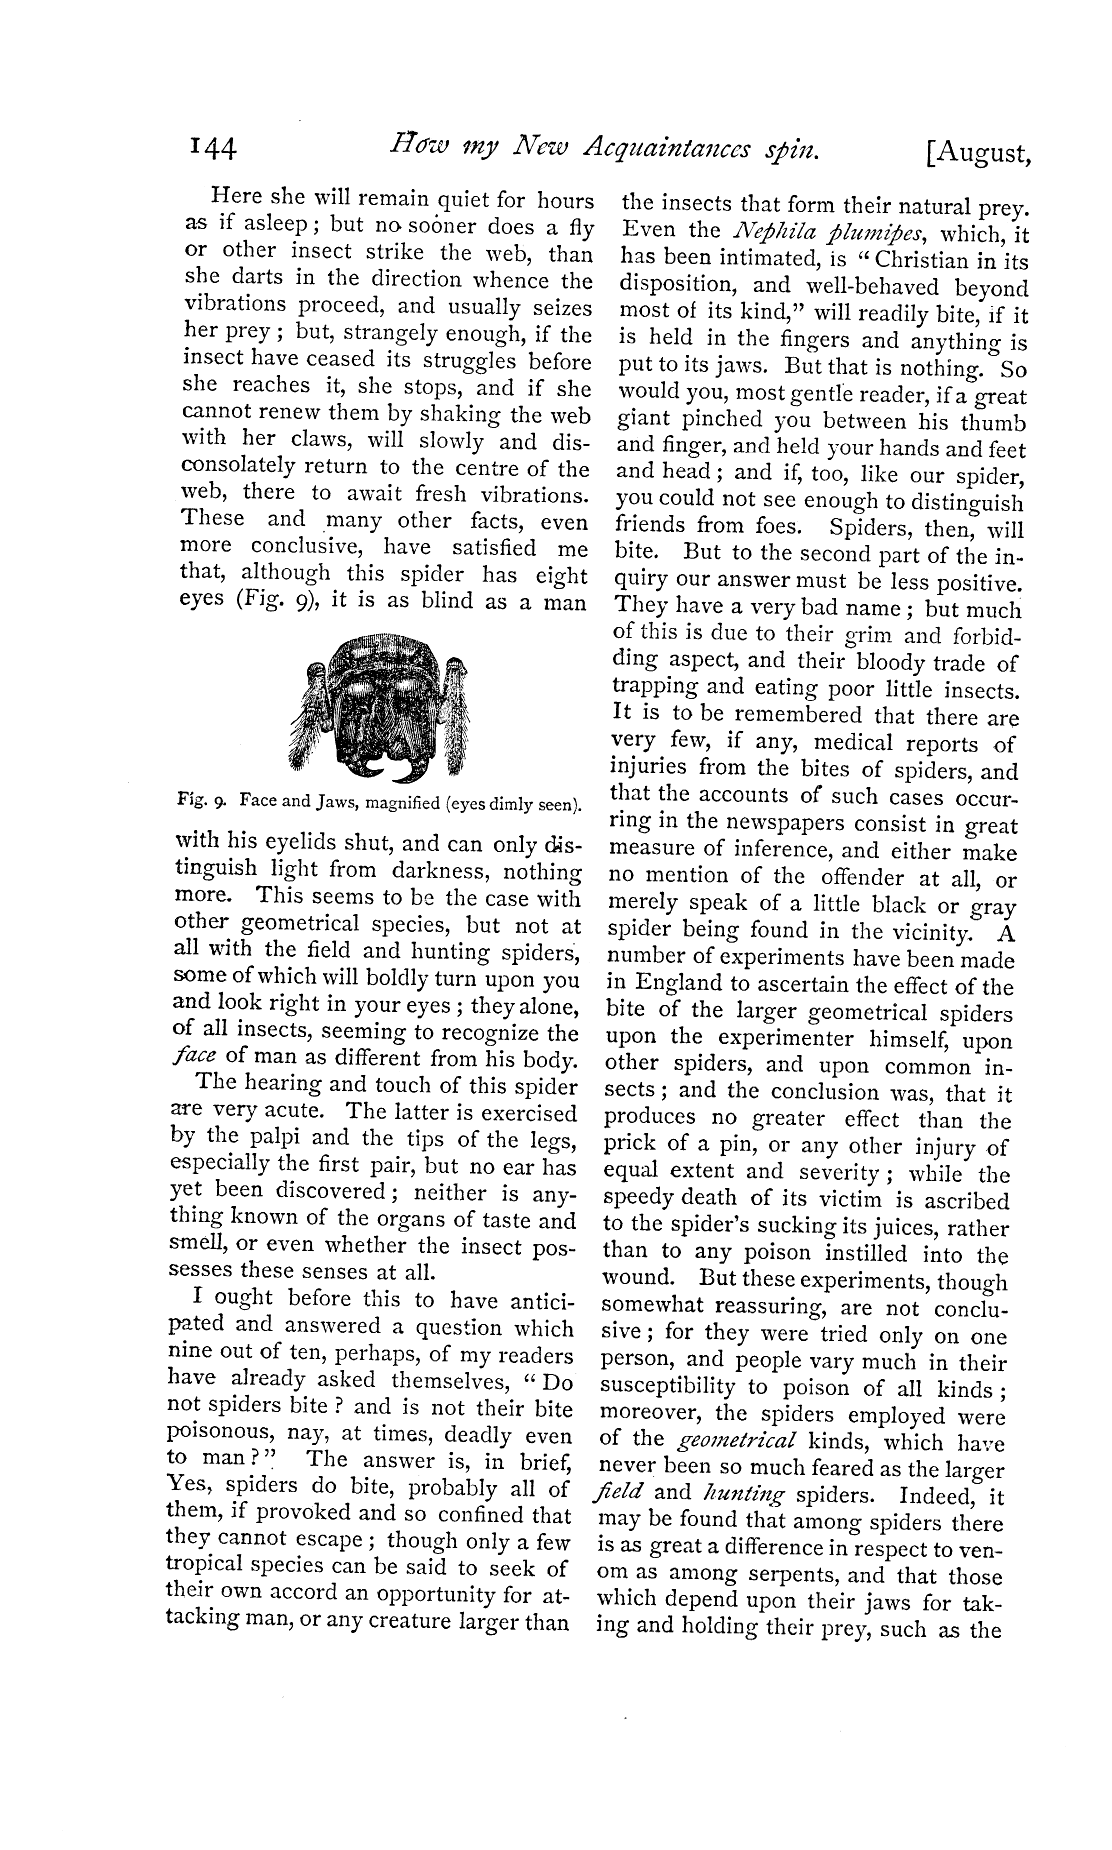 144 How my New Acquaintances spin. [August,
Here she will remain quiet for hours
as if asleep; but no sooner does a fly
or other insect strike the web, than
she darts in the direction whence the
vibrations proceed, and usually seizes
her prey; but, strangely enough, if the
insect have ceased its struggles before
she reaches it, she stops, and if she
cannot renew them by shaking the web
with her claws, will slowly and dis-
consolately return to the centre of the
web, there to await fresh vibrations.
These and many other facts, even
more conclusive, have satisfied me
that, although this spider has eight
eyes (Fig. 9), it is as blind as a man
Fig. 9. Face and Jaws, magnified (eyes dimly seen).
with his eyelids shut, and can only dis-
tinguish light from darkness, nothing
more. This seems to be the case with
other geometrical species, but not at
all with the field and hunting spiders,
some of which will boldly turn upon you
and look right in your eyes; they alone,
of all insects, seeming to recognize the
face of man as different from his body.
The hearing and touch of this spider
are very acute. The latter is exercised
by the palpi and the tips of the legs,
especially the first pair, but no ear has
yet been discovered; neither is any-
thing known of the organs of taste and
smell, or even whether the insect pos-
sesses these senses at all.
I ought before this to have antici-
pated and answered a question which
nine out of ten, perhaps, of my readers
have already asked themselves, "Do
not spiders bite? and is not their bite
poisonous, nay, at times, deadly even
to man?" The answer is, in brief,
Yes, spiders do bite, probably all of
them, if provoked and so confined that
they cannot escape; though only a few
tropical species can be said to seek of
their own accord an opportunity for at-
tacking man, or any creature larger than
the insects that form their natural prey.
Even the Nephila plumipes, which, it
has been intimated, is "Christian in its
disposition, and well-behaved beyond
most of its kind," will readily bite, if it
is held in the fingers and anything is
put to its jaws. But that is nothing. So
would you, most gentle reader, if a great
giant pinched you between his thumb
and finger, and held your hands and feet
and head; and if, too, like our spider,
you could not see enough to distinguish
friends from foes. Spiders, then, will
bite. But to the second part of the in-
quiry our answer must be less positive.
They have a very bad name; but much
of this is due to their grim and forbid-
ding aspect, and their bloody trade of
trapping and eating poor little insects.
It is to be remembered that there are
very few, if any, medical reports of
injuries from the bites of spiders, and
that the accounts of such cases occur-
ring in the newspapers consist in great
measure of inference, and either make
no mention of the offender at all, or
merely speak of a little black or gray
spider being found in the vicinity. A
number of experiments have been made
in England to ascertain the effect of the
bite of the larger geometrical spiders
upon the experimenter himself, upon
other spiders, and upon common in-
sects; and the conclusion was, that it
produces no greater effect than the
prick of a pin, or any other injury of
equal extent and severity; while the
speedy death of its victim is ascribed
to the spider's sucking its juices, rather
than to any poison instilled into the
wound. But these experiments, though
somewhat reassuring, are not conclu-
sive; for they were tried only on one
person, and people vary much in their
susceptibility to poison of all kinds;
moreover, the spiders employed were
of the geometrical kinds, which have
never been so much feared as the larger
field and hunting spiders. Indeed, it
may be found that among spiders there
is as great a difference in respect to ven-
om as among serpents, and that those
which depend upon their jaws for tak-
ing and holding their prey, such as the